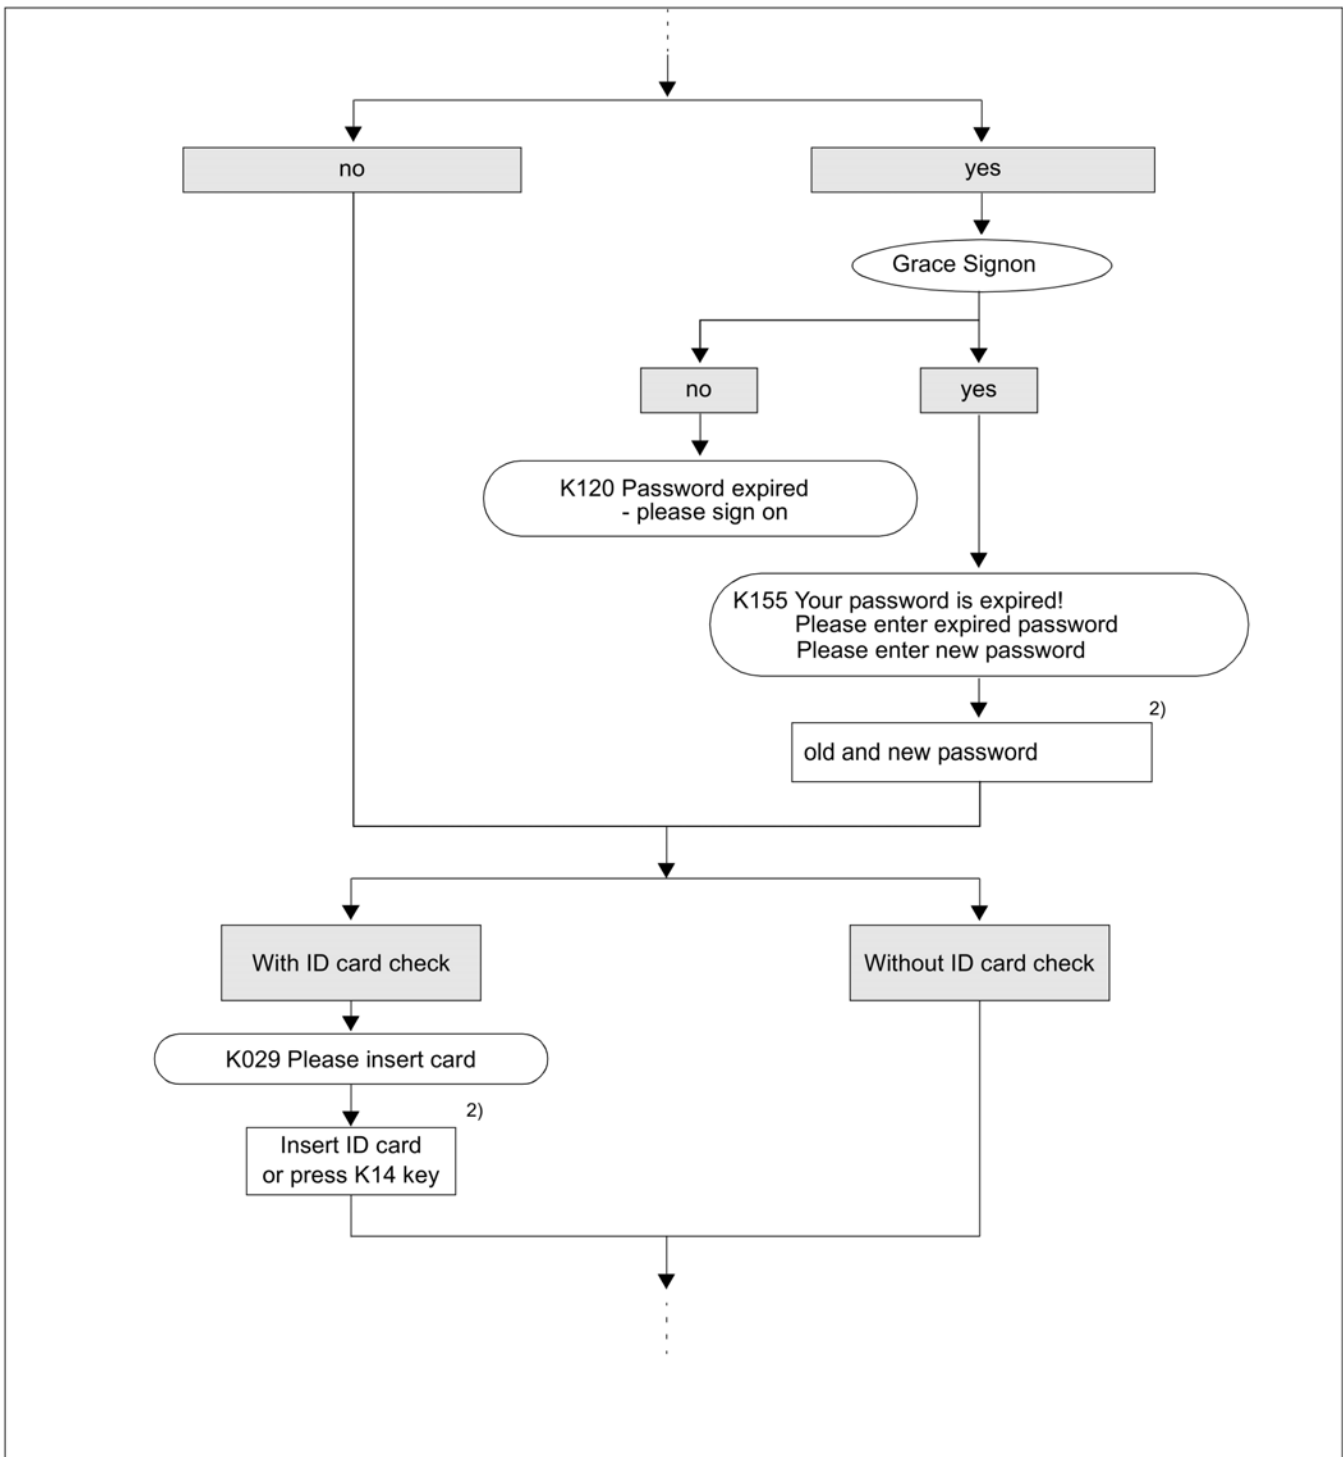 no
yes
Grace Signon
no
yes
K120 Password expired
- please sign on
K155 Your password is expired!
Please enter expired password
Please enter new password
2)
old and new password
With ID card check
Without ID card check
K029 Please insert card
2)
Insert ID card
or press K14 key